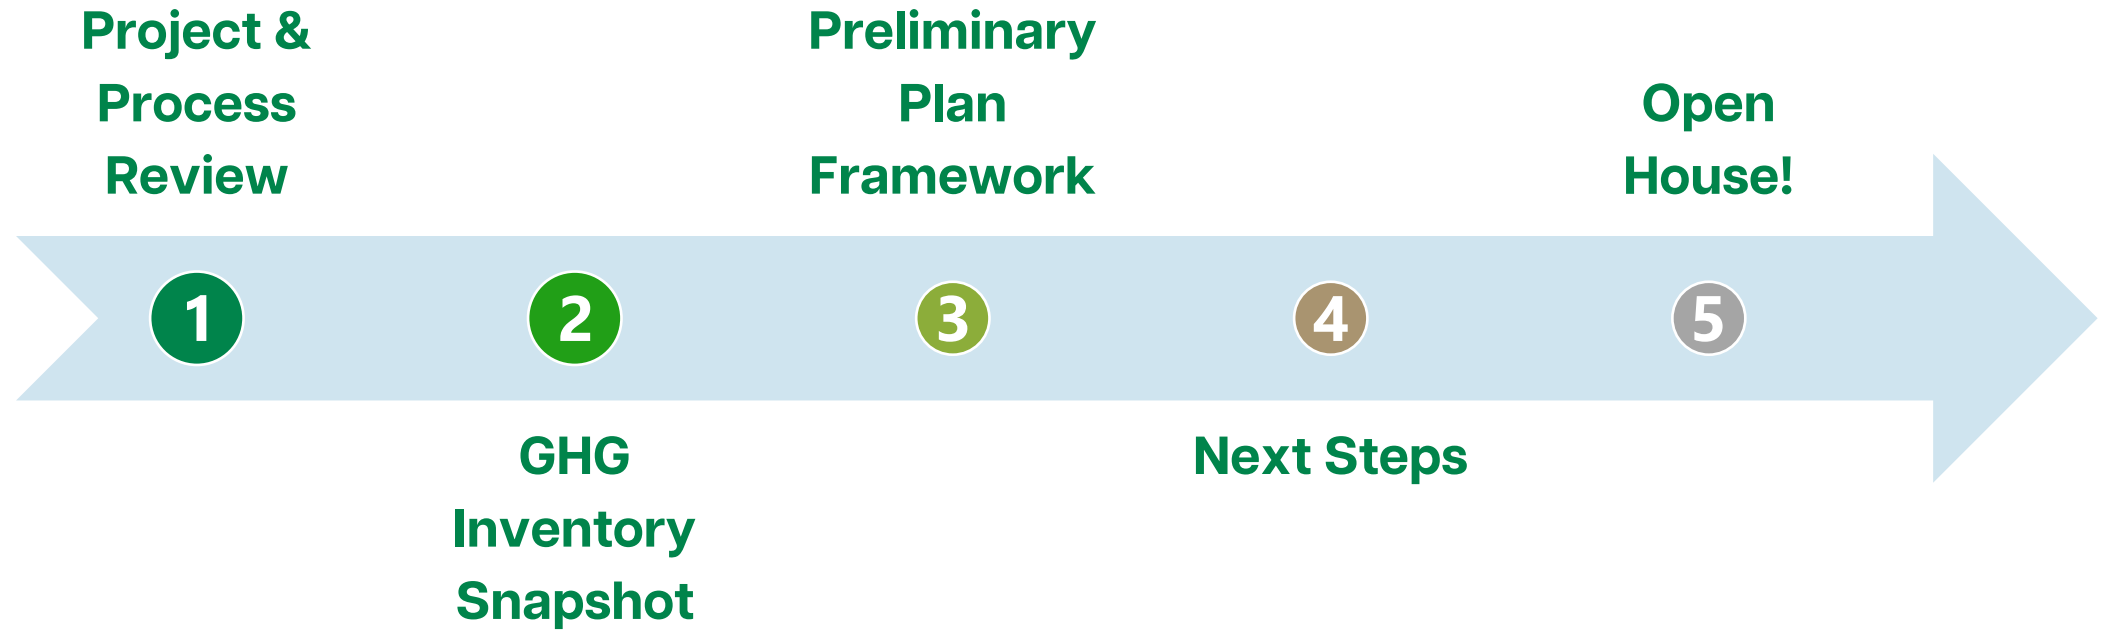 Project &
Process
Review
Preliminary
Plan
Framework
Open
House!
1
2
3
4
5
GHG
Inventory
Snapshot
Next Steps